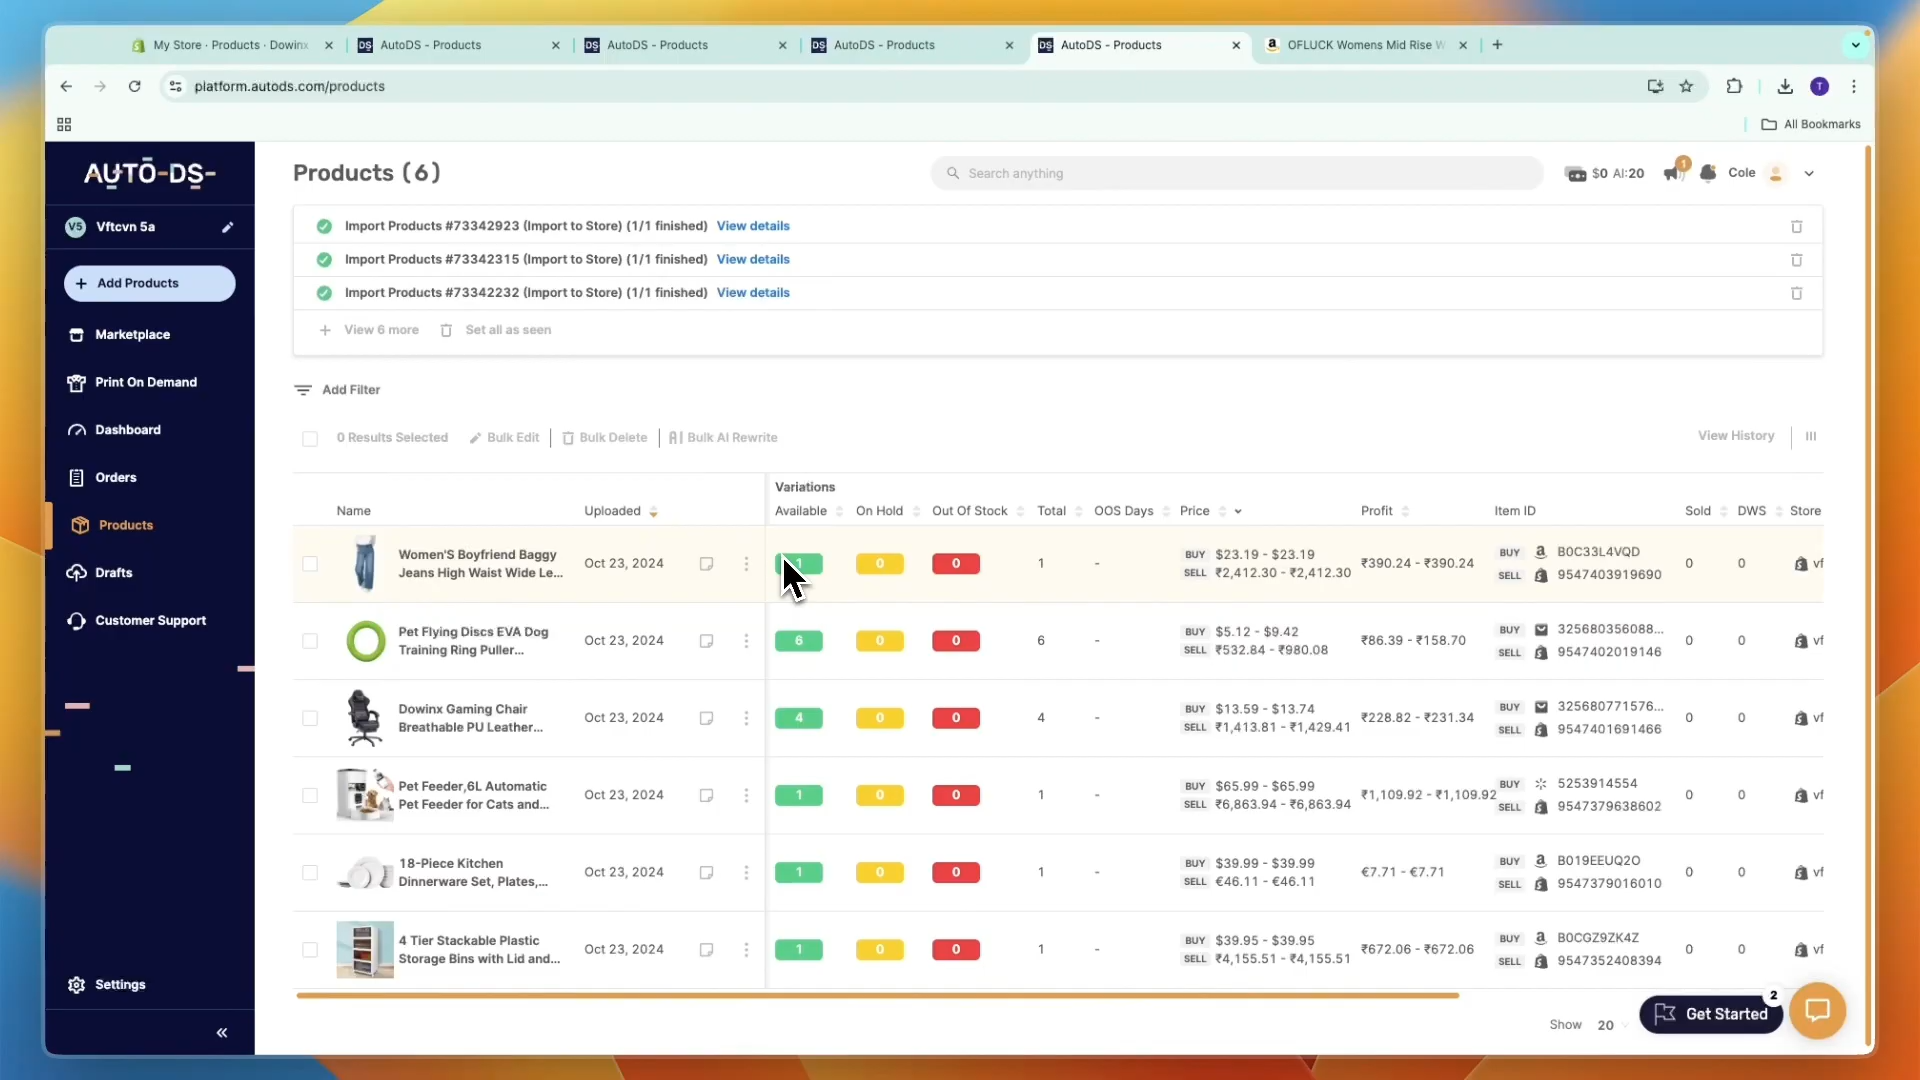 My Store · Products · Dowinx
AutoDS - Products
AutoDS - Products
AutoDS - Products
AutoDS - Products
OFLUCK Womens Mid Rise W
platform.autods.com/products
T
All Bookmarks
AUTO-DS-
V5 Vftcvn 5a
+ Add Products
Marketplace
Print On Demand
Dashboard
Orders
Products
Drafts
Customer Support
Settings
Products (6)
Search anything
$0 AI:20
1
Cole
Import Products #73342923 (Import to Store) (1/1 finished) View details
Import Products #73342315 (Import to Store) (1/1 finished) View details
Import Products #73342232 (Import to Store) (1/1 finished) View details
+ View 6 more Set all as seen
Add Filter
0 Results Selected Bulk Edit Bulk Delete Bulk AI Rewrite View History
Variations
Name Uploaded Available On Hold Out Of Stock Total OOS Days Price Profit Item ID Sold DWS Store
Women'S Boyfriend Baggy
Jeans High Waist Wide Le...
Oct 23, 2024 1 0 0 1 -
BUY $23.19 - $23.19
SELL ₹2,412.30 - ₹2,412.30
₹390.24 - ₹390.24
BUY B0C33L4VQD
SELL 9547403919690
0 0 vf
Pet Flying Discs EVA Dog
Training Ring Puller...
Oct 23, 2024 6 0 0 6 -
BUY $5.12 - $9.42
SELL ₹532.84 - ₹980.08
₹86.39 - ₹158.70
BUY 325680356088...
SELL 9547402019146
0 0 vf
Dowinx Gaming Chair
Breathable PU Leather...
Oct 23, 2024 4 0 0 4 -
BUY $13.59 - $13.74
SELL ₹1,413.81 - ₹1,429.41
₹228.82 - ₹231.34
BUY 325680771576...
SELL 9547401691466
0 0 vf
Pet Feeder,6L Automatic
Pet Feeder for Cats and...
Oct 23, 2024 1 0 0 1 -
BUY $65.99 - $65.99
SELL ₹6,863.94 - ₹6,863.94
₹1,109.92 - ₹1,109.92
BUY 5253914554
SELL 9547379638602
0 0 vf
18-Piece Kitchen
Dinnerware Set, Plates,...
Oct 23, 2024 1 0 0 1 -
BUY $39.99 - $39.99
SELL €46.11 - €46.11
€7.71 - €7.71
BUY B019EEUQ2O
SELL 9547379016010
0 0 vf
4 Tier Stackable Plastic
Storage Bins with Lid and...
Oct 23, 2024 1 0 0 1 -
BUY $39.95 - $39.95
SELL ₹4,155.51 - ₹4,155.51
₹672.06 - ₹672.06
BUY B0CGZ9ZK4Z
SELL 9547352408394
0 0 vf
Show 20
Get Started
2